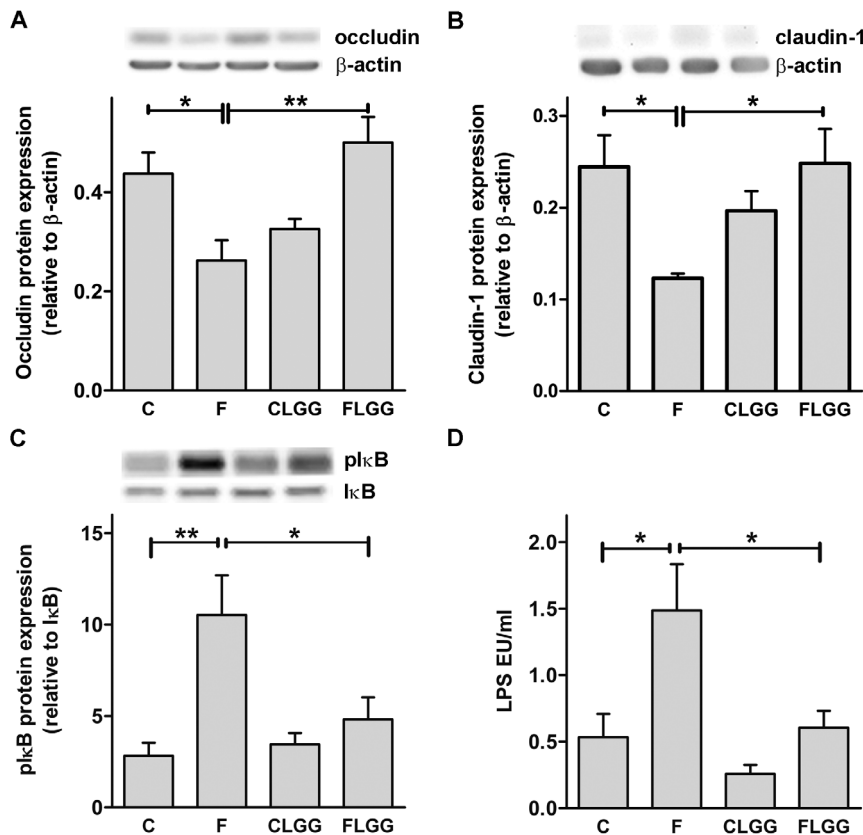 A
occludin
β-actin
* **
Occludin protein expression
(relative to β-actin)
0.4
0.2
0.0
C F CLGG FLGG
B
claudin-1
β-actin
* *
Claudin-1 protein expression
(relative to β-actin)
0.3
0.2
0.1
0.0
C F CLGG FLGG
C
pIκB
IκB
** *
pIκB protein expression
(relative to IκB)
15
10
5
0
C F CLGG FLGG
D
* *
LPS EU/ml
2.0
1.5
1.0
0.5
0.0
C F CLGG FLGG